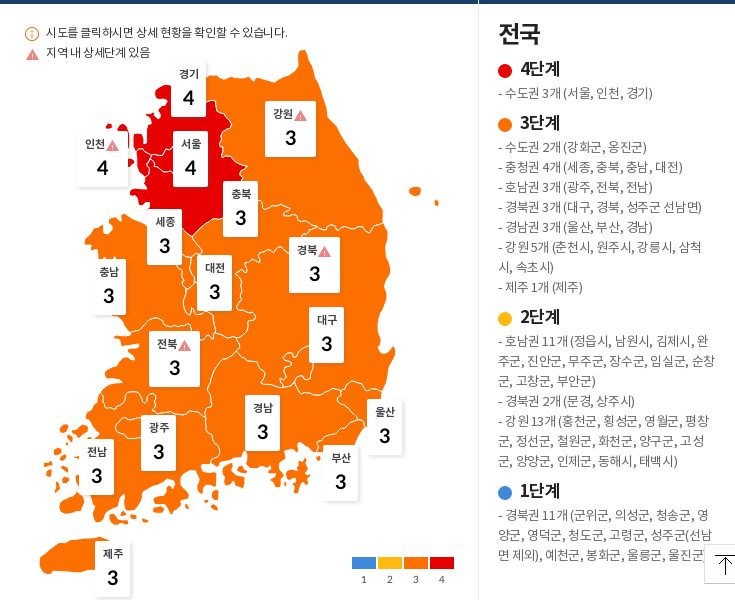 시도를 클릭하시면 상세 현황을 확인할 수 있습니다.
지역 내 상세단계 있음
경기
4
강원
3
인천
4
서울
4
충북
3
세종
3
경북
3
대전
3
충남
3
대구
3
전북
3
경남
3
울산
3
광주
3
전남
3
부산
3
제주
3
1 2 3 4
전국
4단계
- 수도권 3개 (서울, 인천, 경기)
3단계
- 수도권 2개 (강화군, 옹진군)
- 충청권 4개 (세종, 충북, 충남, 대전)
- 호남권 3개 (광주, 전북, 전남)
- 경북권 3개 (대구, 경북, 성주군 선남면)
- 경남권 3개 (울산, 부산, 경남)
- 강원 5개 (춘천시, 원주시, 강릉시, 삼척
시, 속초시)
- 제주 1개 (제주)
2단계
- 호남권 11개 (정읍시, 남원시, 김제시, 완
주군, 진안군, 무주군, 장수군, 임실군, 순창
군, 고창군, 부안군)
- 경북권 2개 (문경, 상주시)
- 강원 13개 (홍천군, 횡성군, 영월군, 평창
군, 정선군, 철원군, 화천군, 양구군, 고성
군, 양양군, 인제군, 동해시, 태백시)
1단계
- 경북권 11개 (군위군, 의성군, 청송군, 영
양군, 영덕군, 청도군, 고령군, 성주군(선남
면 제외), 예천군, 봉화군, 울릉군, 울진군